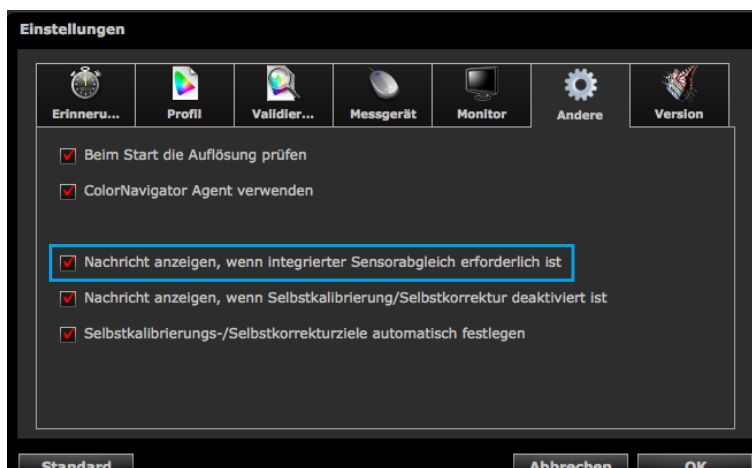 Einstellungen
Erinneru... Profil Validier... Messgerät Monitor Andere Version
Beim Start die Auflösung prüfen
ColorNavigator Agent verwenden
Nachricht anzeigen, wenn integrierter Sensorabgleich erforderlich ist
Nachricht anzeigen, wenn Selbstkalibrierung/Selbstkorrektur deaktiviert ist
Selbstkalibrierungs-/Selbstkorrekturziele automatisch festlegen
Standard Abbrechen OK